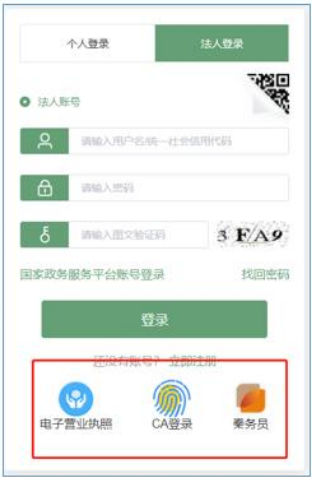 个人登录 法人登录
法人账号
请输入用户名/统一社会信用代码
请输入密码
请输入图文验证码 3 F/A9
国家政务服务平台账号登录 找回密码
登录
还没有账号? 立即注册
电子营业执照 CA登录 秦务员